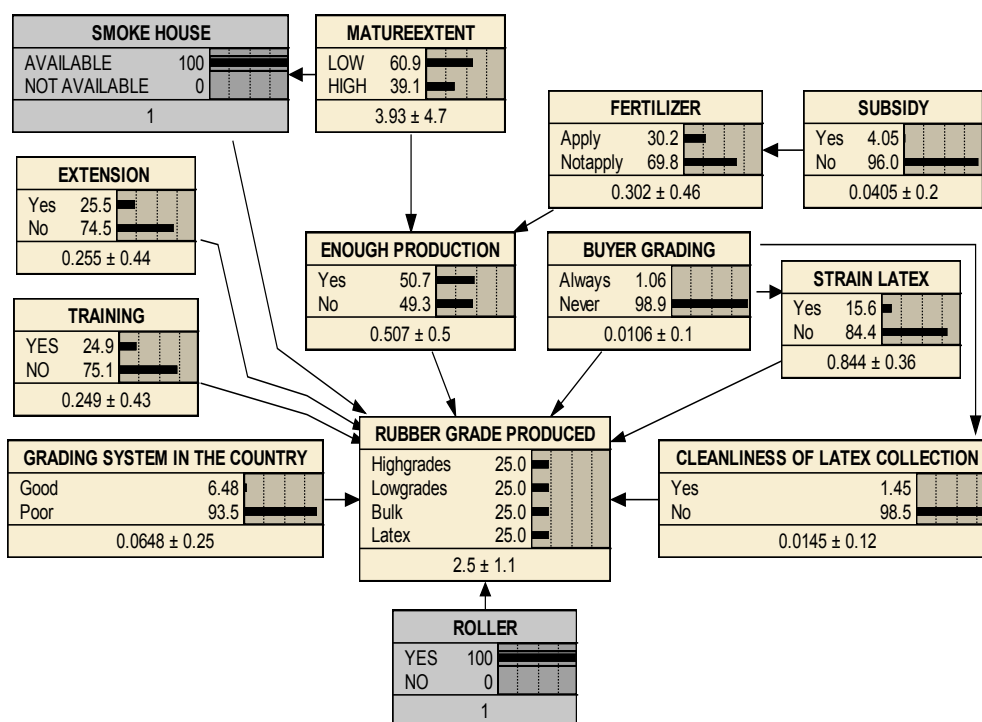 SMOKE HOUSE
AVAILABLE 100
NOT AVAILABLE 0
1
MATUREEXTENT
LOW 60.9
HIGH 39.1
3.93 ± 4.7
FERTILIZER
Apply 30.2
Notapply 69.8
0.302 ± 0.46
SUBSIDY
Yes 4.05
No 96.0
0.0405 ± 0.2
EXTENSION
Yes 25.5
No 74.5
0.255 ± 0.44
ENOUGH PRODUCTION
Yes 50.7
No 49.3
0.507 ± 0.5
BUYER GRADING
Always 1.06
Never 98.9
0.0106 ± 0.1
STRAIN LATEX
Yes 15.6
No 84.4
0.844 ± 0.36
TRAINING
YES 24.9
NO 75.1
0.249 ± 0.43
GRADING SYSTEM IN THE COUNTRY
Good 6.48
Poor 93.5
0.0648 ± 0.25
RUBBER GRADE PRODUCED
Highgrades 25.0
Lowgrades 25.0
Bulk 25.0
Latex 25.0
2.5 ± 1.1
CLEANLINESS OF LATEX COLLECTION
Yes 1.45
No 98.5
0.0145 ± 0.12
ROLLER
YES 100
NO 0
1